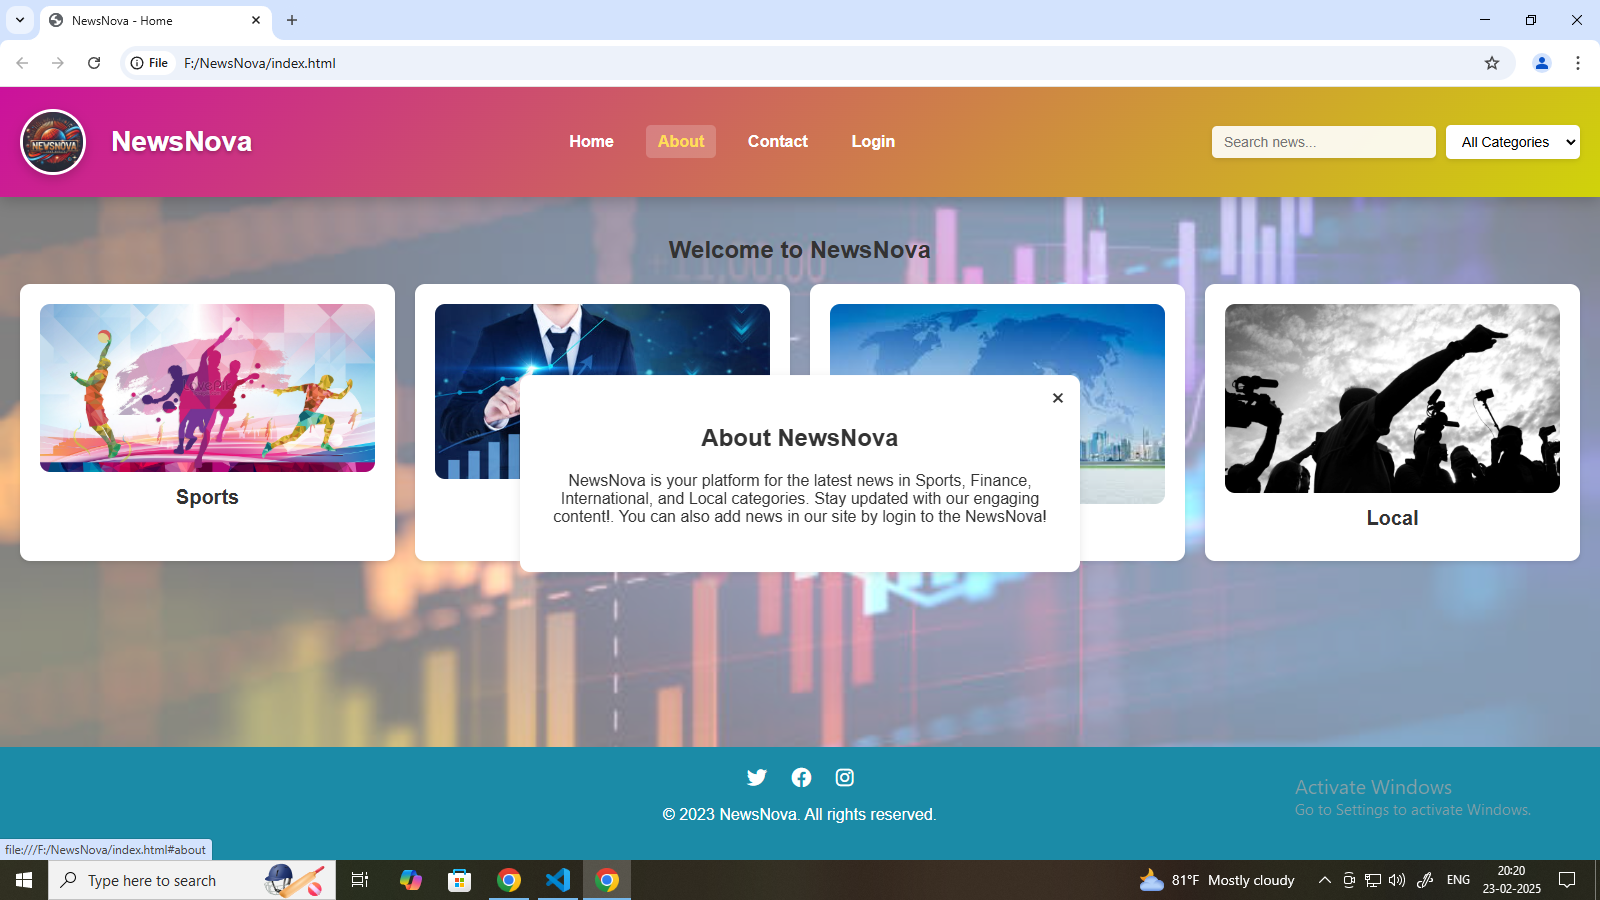 NewsNova - Home
File
F:/NewsNova/index.html
NEWSNOVA
NewsNova
Home
About
Contact
Login
Search news...
All Categories
Welcome to NewsNova
Sports
Local
About NewsNova
NewsNova is your platform for the latest news in Sports, Finance,
International, and Local categories. Stay updated with our engaging
content!. You can also add news in our site by login to the NewsNova!
© 2023 NewsNova. All rights reserved.
Activate Windows
Go to Settings to activate Windows.
file:///F:/NewsNova/index.html#about
Type here to search
81°F Mostly cloudy
ENG
20:20
23-02-2025